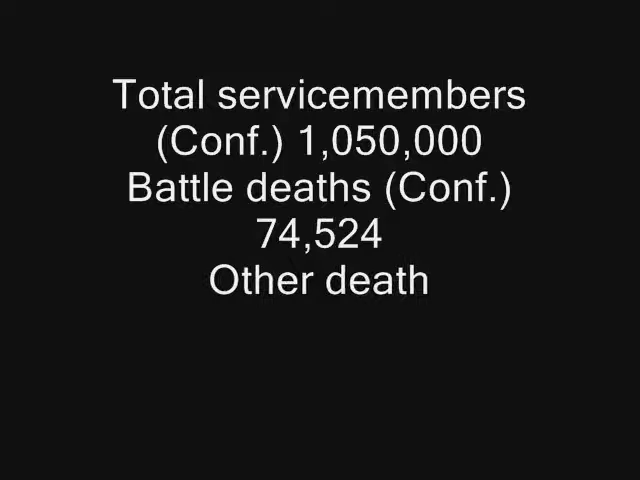 Total servicemembers
(Conf.) 1,050,000
Battle deaths (Conf.)
74,524
Other death